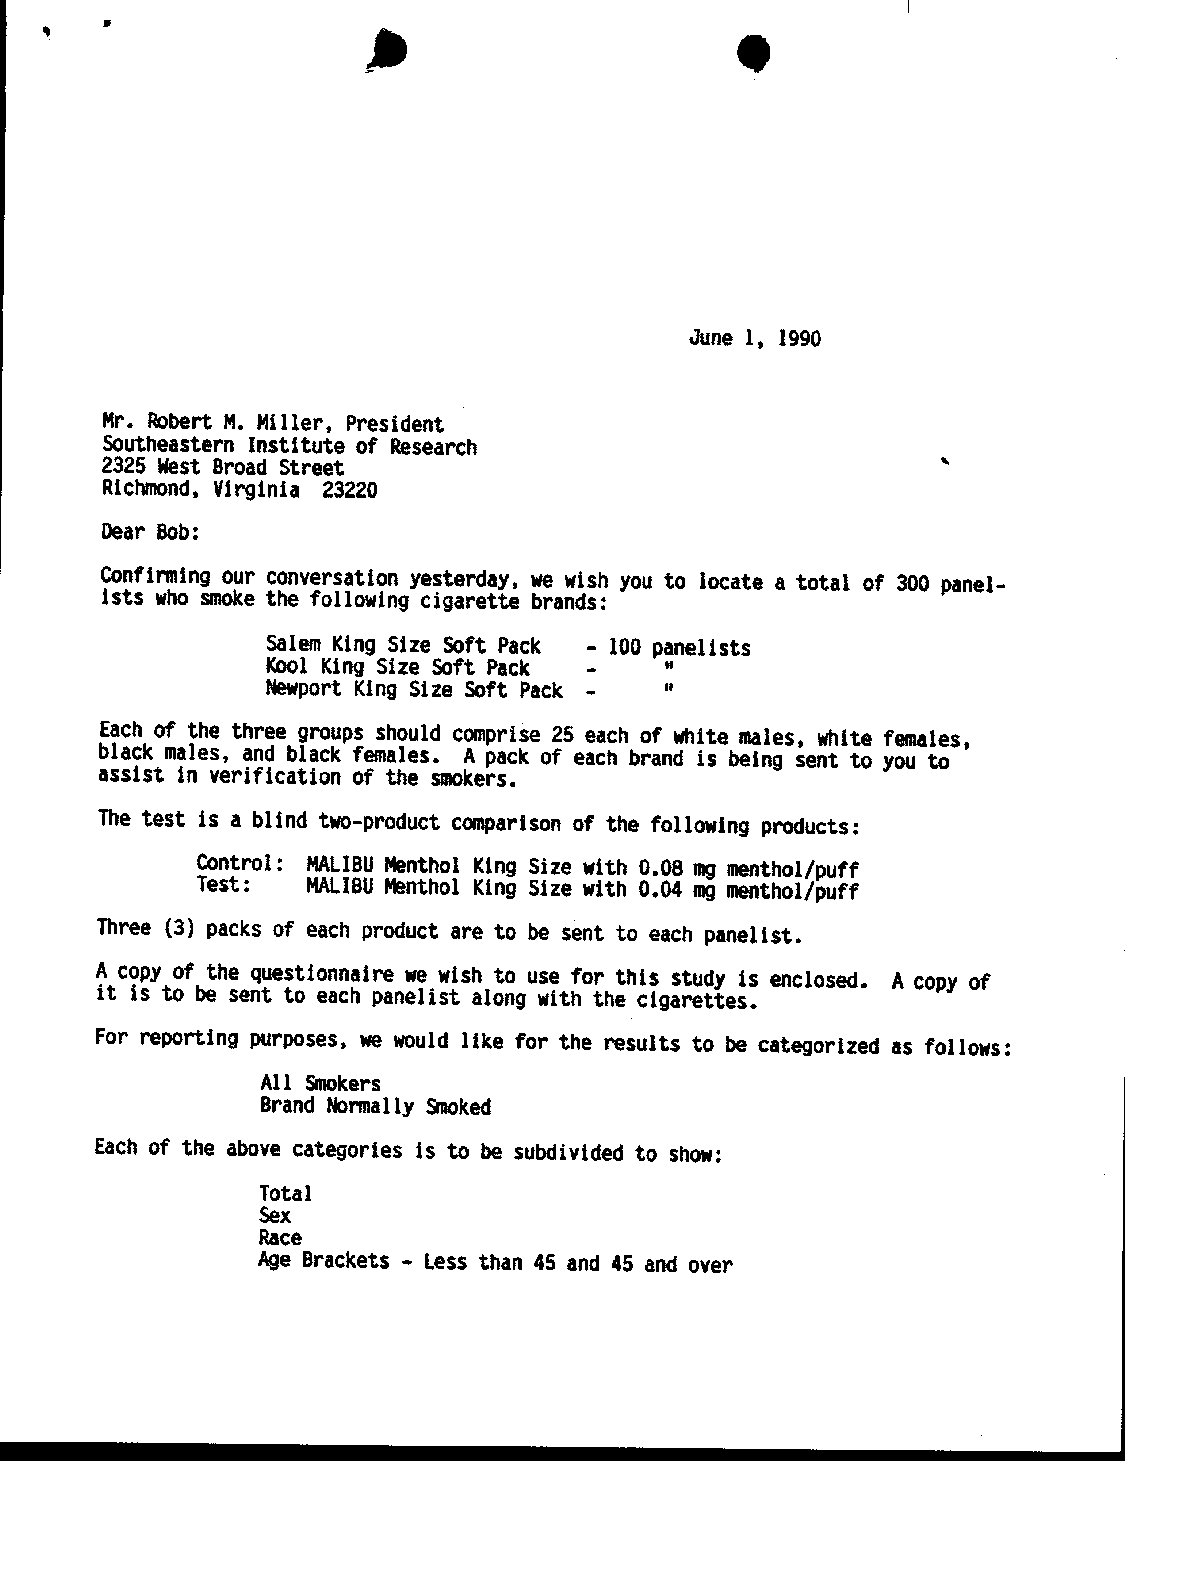 June 1, 1990
Mr. Robert M. Miller, President
Southeastern Institute of Research
2325 West Broad Street
Richmond, Virginia 23220
Dear Bob:
Confirming our conversation yesterday, we wish you to locate a total of 300 panel-
ists who smoke the following cigarette brands:
Salem King Size Soft Pack - 100 panelists
Kool King Size Soft Pack - "
Newport King Size Soft Pack - "
Each of the three groups should comprise 25 each of white males, white females,
black males, and black females. A pack of each brand is being sent to you to
assist in verification of the smokers.
The test is a blind two-product comparison of the following products:
Control: MALIBU Menthol King Size with 0.08 mg menthol/puff
Test: MALIBU Menthol King Size with 0.04 mg menthol/puff
Three (3) packs of each product are to be sent to each panelist.
A copy of the questionnaire we wish to use for this study is enclosed. A copy of
it is to be sent to each panelist along with the cigarettes.
For reporting purposes, we would like for the results to be categorized as follows:
All Smokers
Brand Normally Smoked
Each of the above categories is to be subdivided to show:
Total
Sex
Race
Age Brackets - Less than 45 and 45 and over